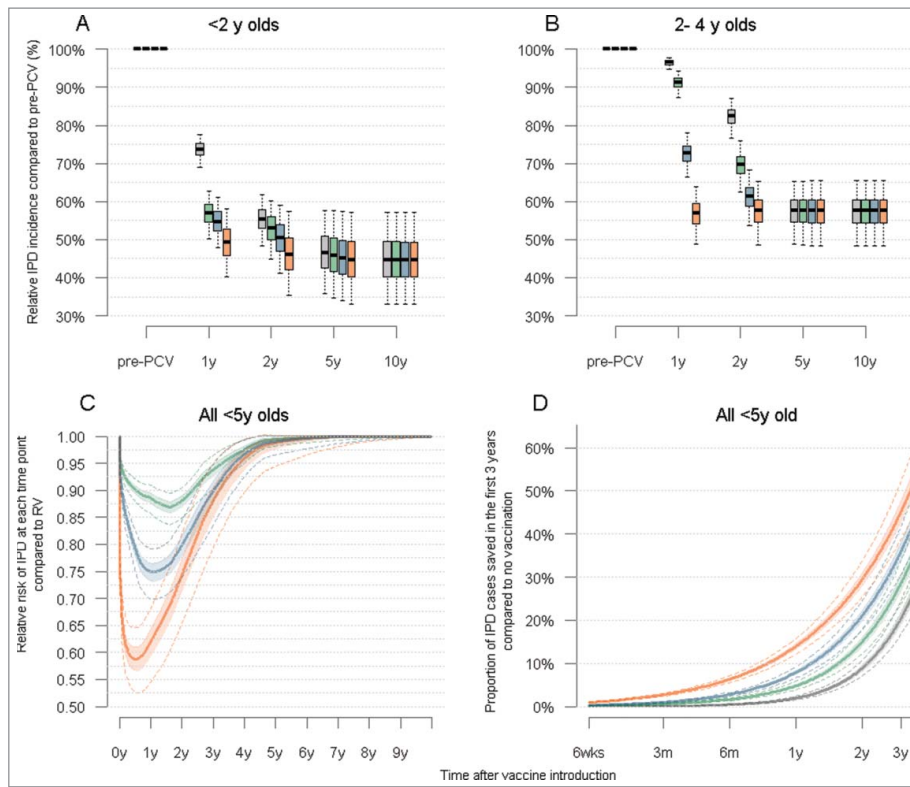 A
<2 y olds
Relative IPD incidence compared to pre-PCV (%)
100%
90%
80%
70%
60%
50%
40%
30%
pre-PCV 1y 2y 5y 10y
B
2- 4 y olds
100%
90%
80%
70%
60%
50%
40%
30%
pre-PCV 1y 2y 5y 10y
C
All <5y olds
Relative risk of IPD at each time point
compared to RV
1.00
0.95
0.90
0.85
0.80
0.75
0.70
0.65
0.60
0.55
0.50
0y 1y 2y 3y 4y 5y 6y 7y 8y 9y
D
All <5y old
Proportion of IPD cases saved in the first 3 years
compared to no vaccination
60%
50%
40%
30%
20%
10%
0%
6wks 3m 6m 1y 2y 3y
Time after vaccine introduction